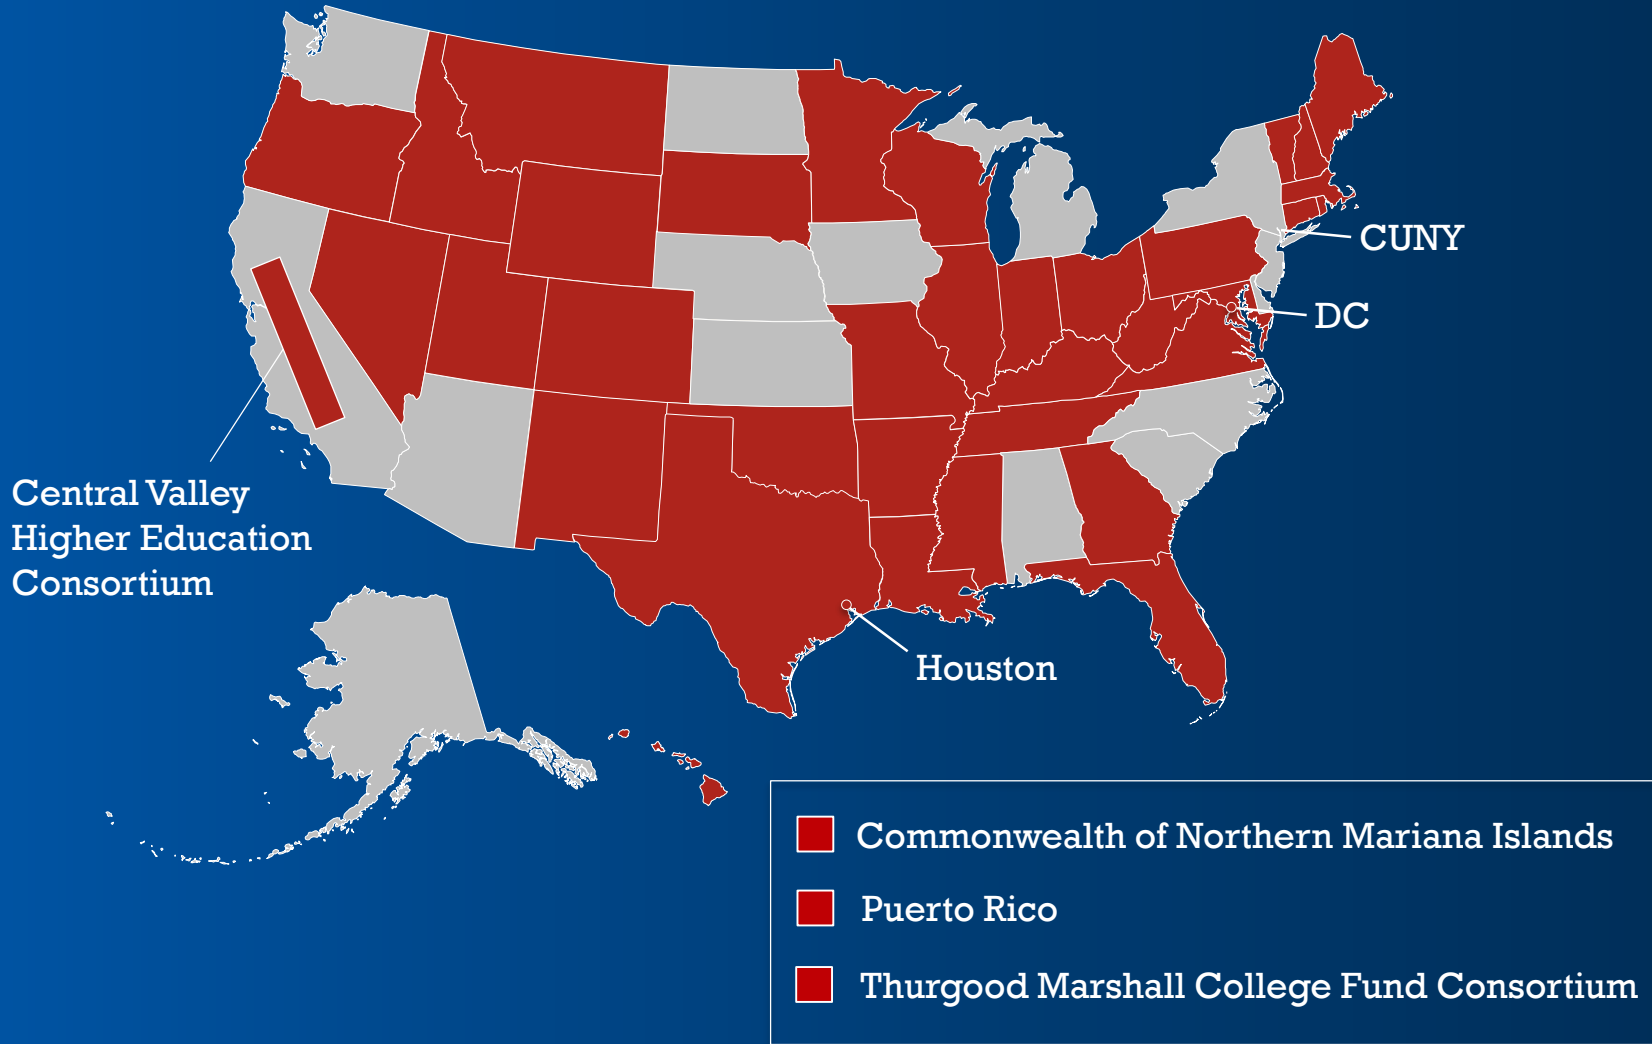 CUNY
DC
Central Valley
Higher Education
Consortium
Houston
Commonwealth of Northern Mariana Islands
Puerto Rico
Thurgood Marshall College Fund Consortium